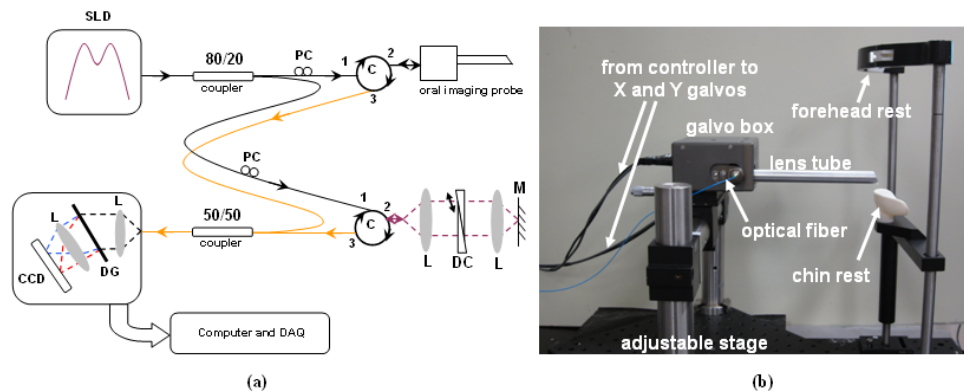 SLD
80/20
coupler
PC
1
2
C
3
oral imaging probe
PC
50/50
coupler
1
2
3
C
L
DC
L
M
L
L
DG
CCD
Computer and DAQ
(a)
from controller to
X and Y galvos
galvo box
lens tube
optical fiber
forehead rest
chin rest
adjustable stage
(b)